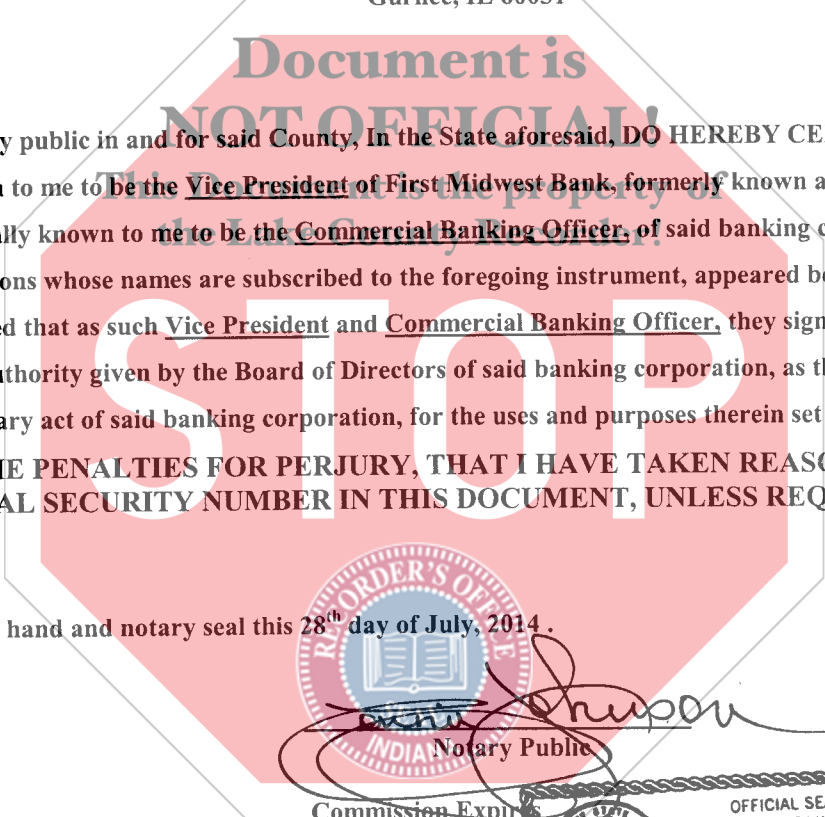 Gurnee, IL 60031
Document is
NOT OFFICIAL!
y public in and for said County, In the State aforesaid, DO HEREBY CE
to me to be the Vice President of First Midwest Bank, formerly known a
This Document is the property of
lly known to me to be the Commercial Banking Officer, of said banking
the Lake County Recorder!
ons whose names are subscribed to the foregoing instrument, appeared b
ed that as such Vice President and Commercial Banking Officer, they sign
uthority given by the Board of Directors of said banking corporation, as th
ary act of said banking corporation, for the uses and purposes therein set
STOP
E PENALTIES FOR PERJURY, THAT I HAVE TAKEN REAS
AL SECURITY NUMBER IN THIS DOCUMENT, UNLESS REQ
RECORDER'S OFFICE
hand and notary seal this 28th day of July, 2014 .
INDIANA
Notary Public
Commission Expires
OFFICIAL SE